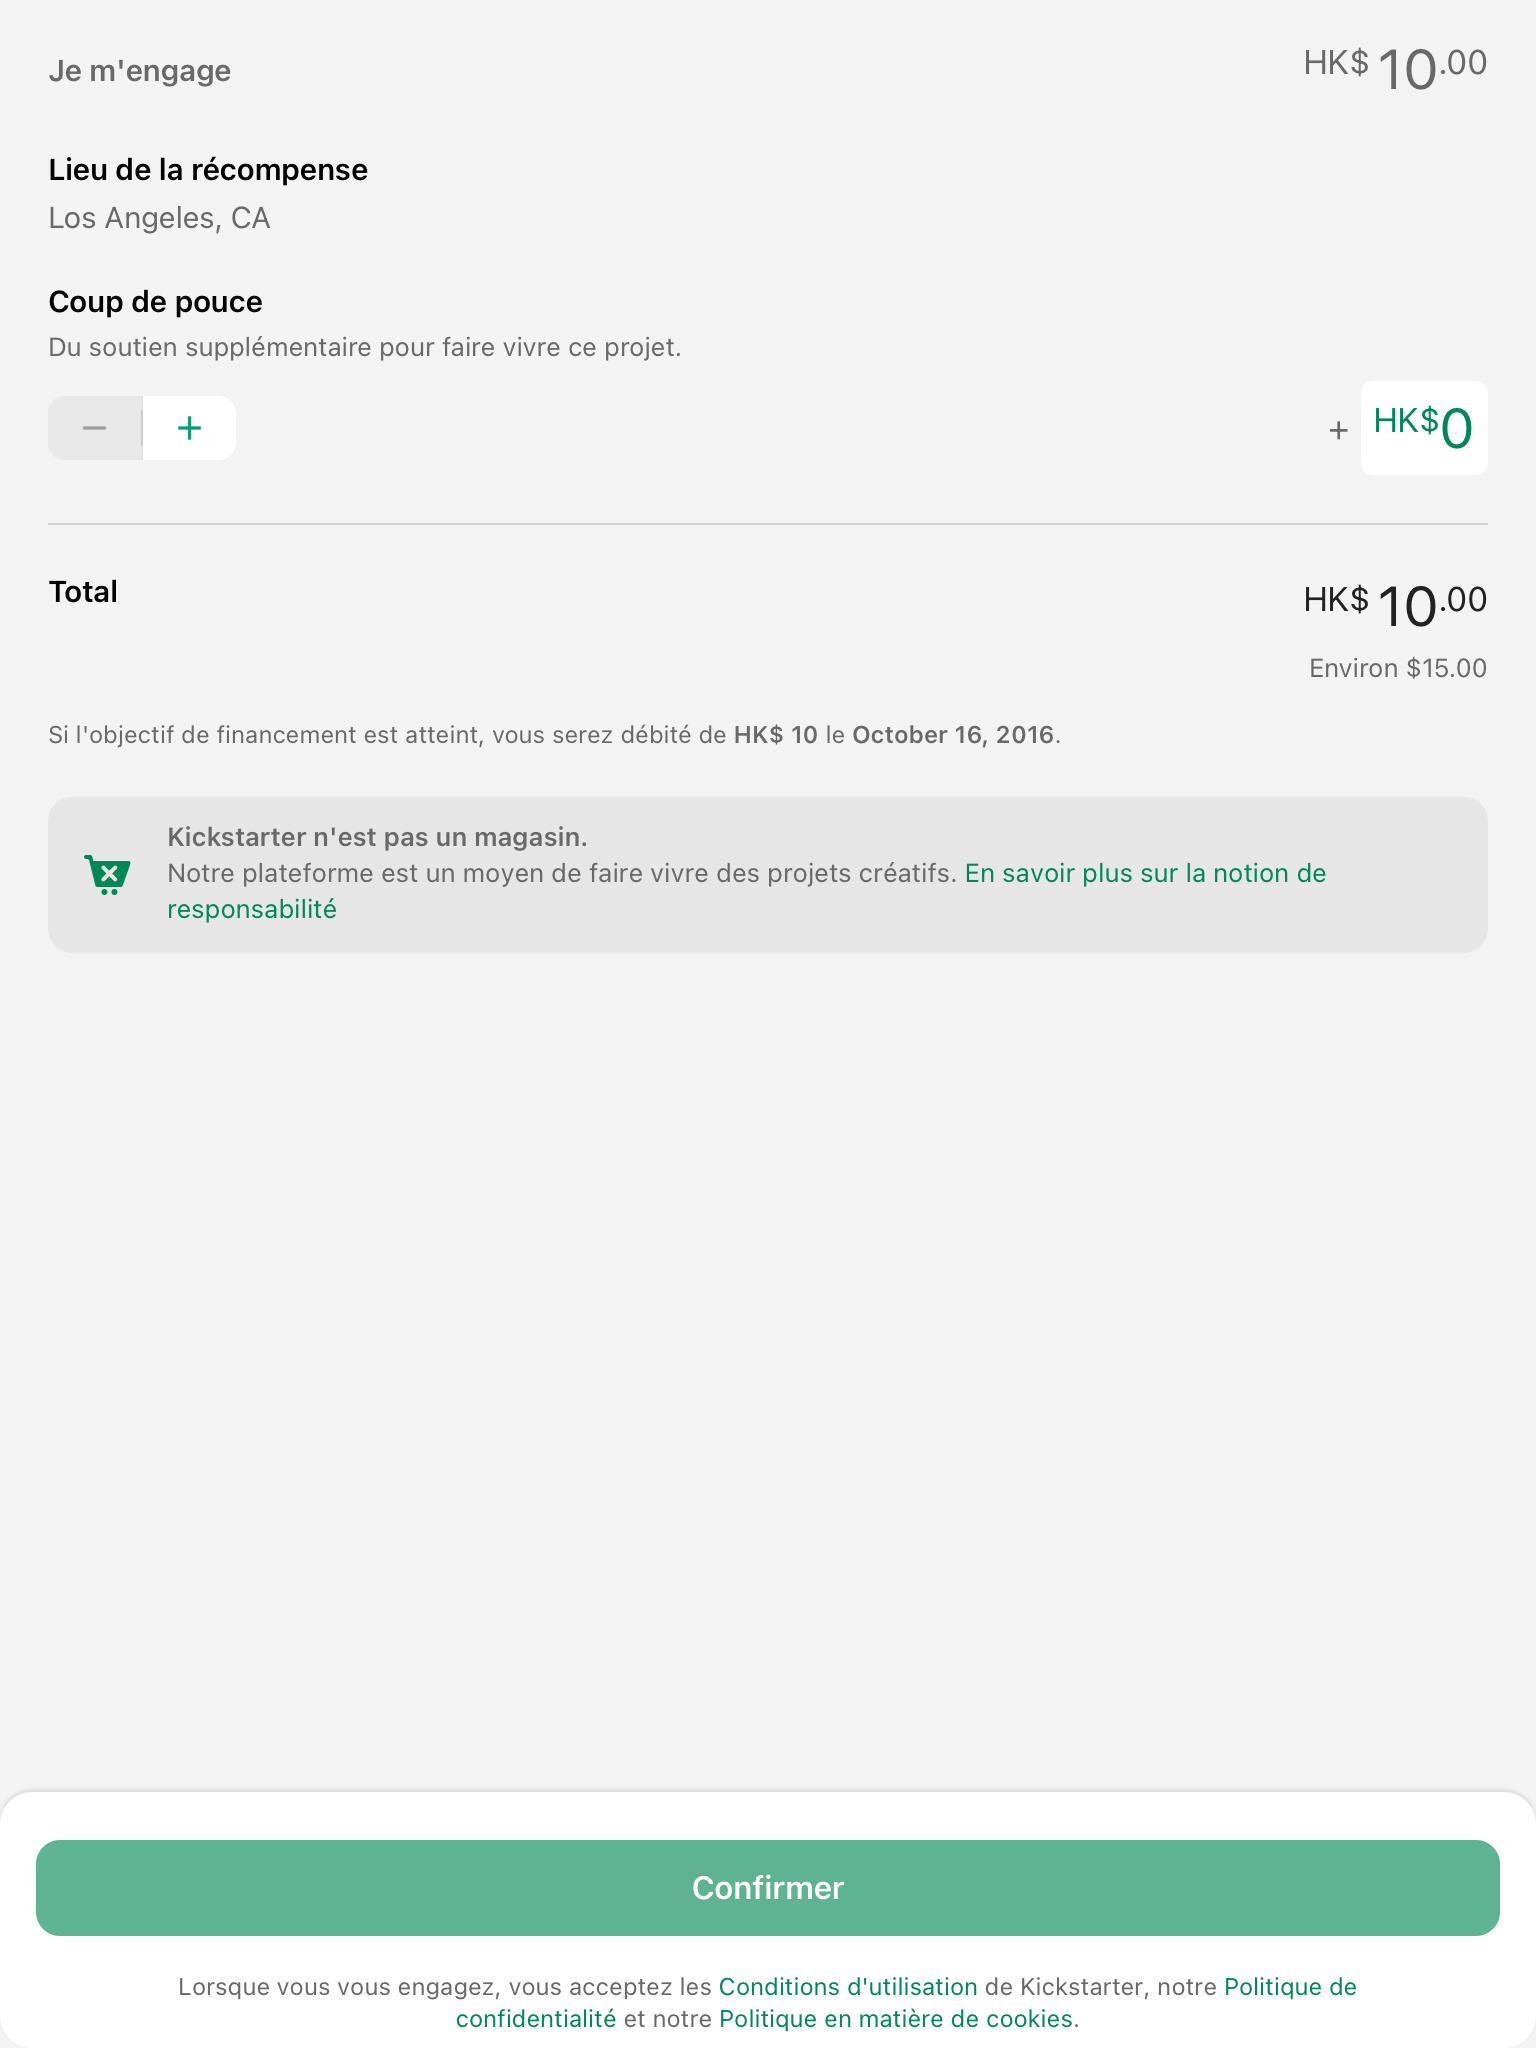 Je m'engage
HK$ 10.00
Lieu de la récompense
Los Angeles, CA
Coup de pouce
Du soutien supplémentaire pour faire vivre ce projet.
− +
+ HK$0
Total
HK$ 10.00
Environ $15.00
Si l'objectif de financement est atteint, vous serez débité de HK$ 10 le October 16, 2016.
Kickstarter n'est pas un magasin.
Notre plateforme est un moyen de faire vivre des projets créatifs. En savoir plus sur la notion de
responsabilité
Confirmer
Lorsque vous vous engagez, vous acceptez les Conditions d'utilisation de Kickstarter, notre Politique de
confidentialité et notre Politique en matière de cookies.